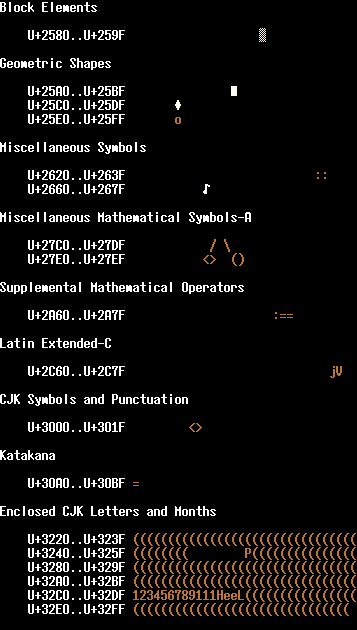 Block Elements
U+2580..U+259F ▒
Geometric Shapes
U+25A0..U+25BF ■
U+25C0..U+25DF ♦
U+25E0..U+25FF o
Miscellaneous Symbols
U+2620..U+263F ::
U+2660..U+267F ♪
Miscellaneous Mathematical Symbols-A
U+27C0..U+27DF / \
U+27E0..U+27EF <> ()
Supplemental Mathematical Operators
U+2A60..U+2A7F :==
Latin Extended-C
U+2C60..U+2C7F jV
CJK Symbols and Punctuation
U+3000..U+301F <>
Katakana
U+30A0..U+30BF =
Enclosed CJK Letters and Months
U+3220..U+323F ((((((((((((((((((((((((((((((((
U+3240..U+325F ((((((((        P(((((((((((((((
U+3280..U+329F ((((((((((((((((((((((((((((((((
U+32A0..U+32BF ((((((((((((((((((((((((((((((((
U+32C0..U+32DF 123456789111HeeL((((((((((((((((
U+32E0..U+32FF (((((((((((((((((((((((((((((((